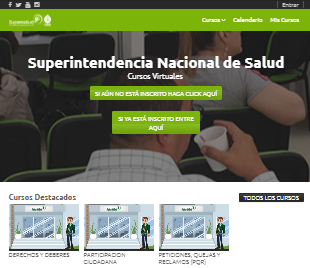 Entrar
Supersalud
Cursos
Calendario
Mis Cursos
Superintendencia Nacional de Salud
Cursos Virtuales
SI AÚN NO ESTÁ INSCRITO HAGA CLICK AQUÍ
SI YA ESTÁ INSCRITO ENTRE
AQUÍ
Cursos Destacados
TODOS LOS CURSOS
DERECHOS Y DEBERES
PARTICIPACION
CIUDADANA
PETICIONES, QUEJAS Y
RECLAMOS (PQR)